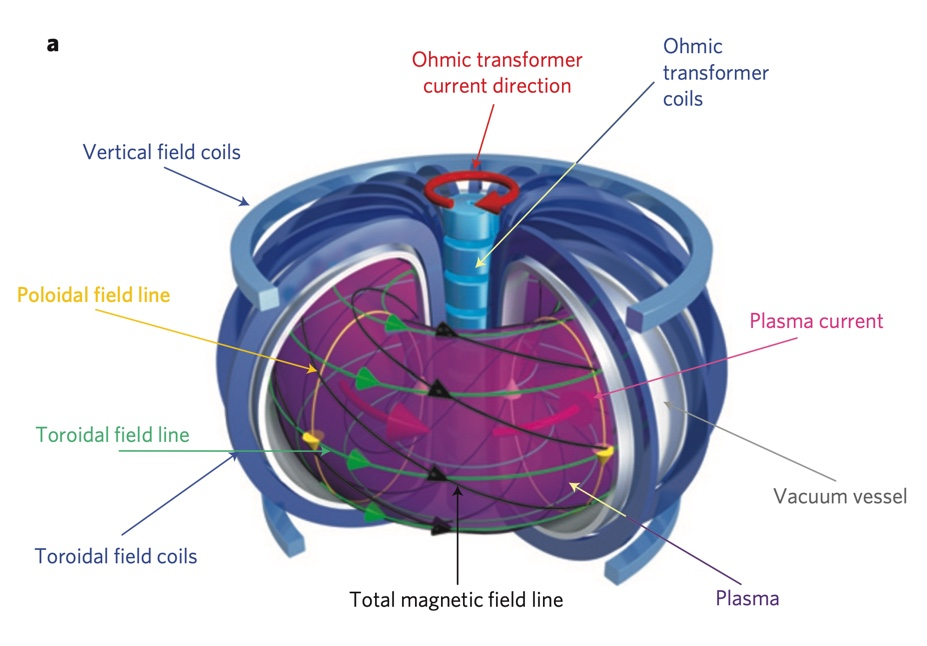 a
Ohmic transformer
current direction
Ohmic
transformer
coils
Vertical field coils
Poloidal field line
Plasma current
Toroidal field line
Vacuum vessel
Toroidal field coils
Total magnetic field line
Plasma